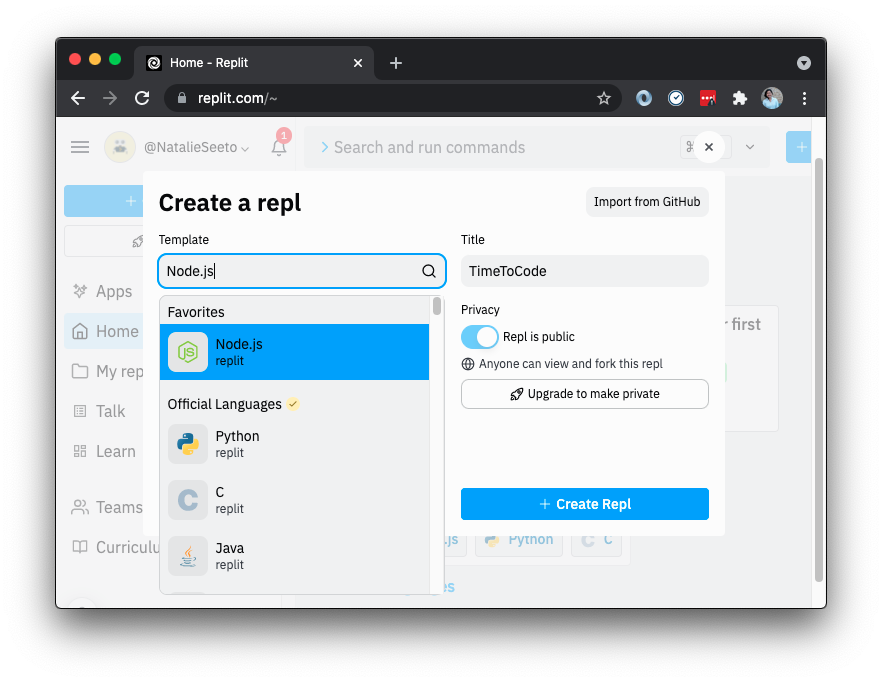 Home - Replit
replit.com/~
@NatalieSeeto
1
Search and run commands
⌘
Create a repl
Import from GitHub
Template
Title
Node.js
TimeToCode
Favorites
Node.js
replit
Official Languages
Python
replit
C
replit
Java
replit
Privacy
Repl is public
Anyone can view and fork this repl
Upgrade to make private
+ Create Repl
Apps
Home
My rep
Talk
Learn
Teams
Curriculu
first
.js
Python
C
es